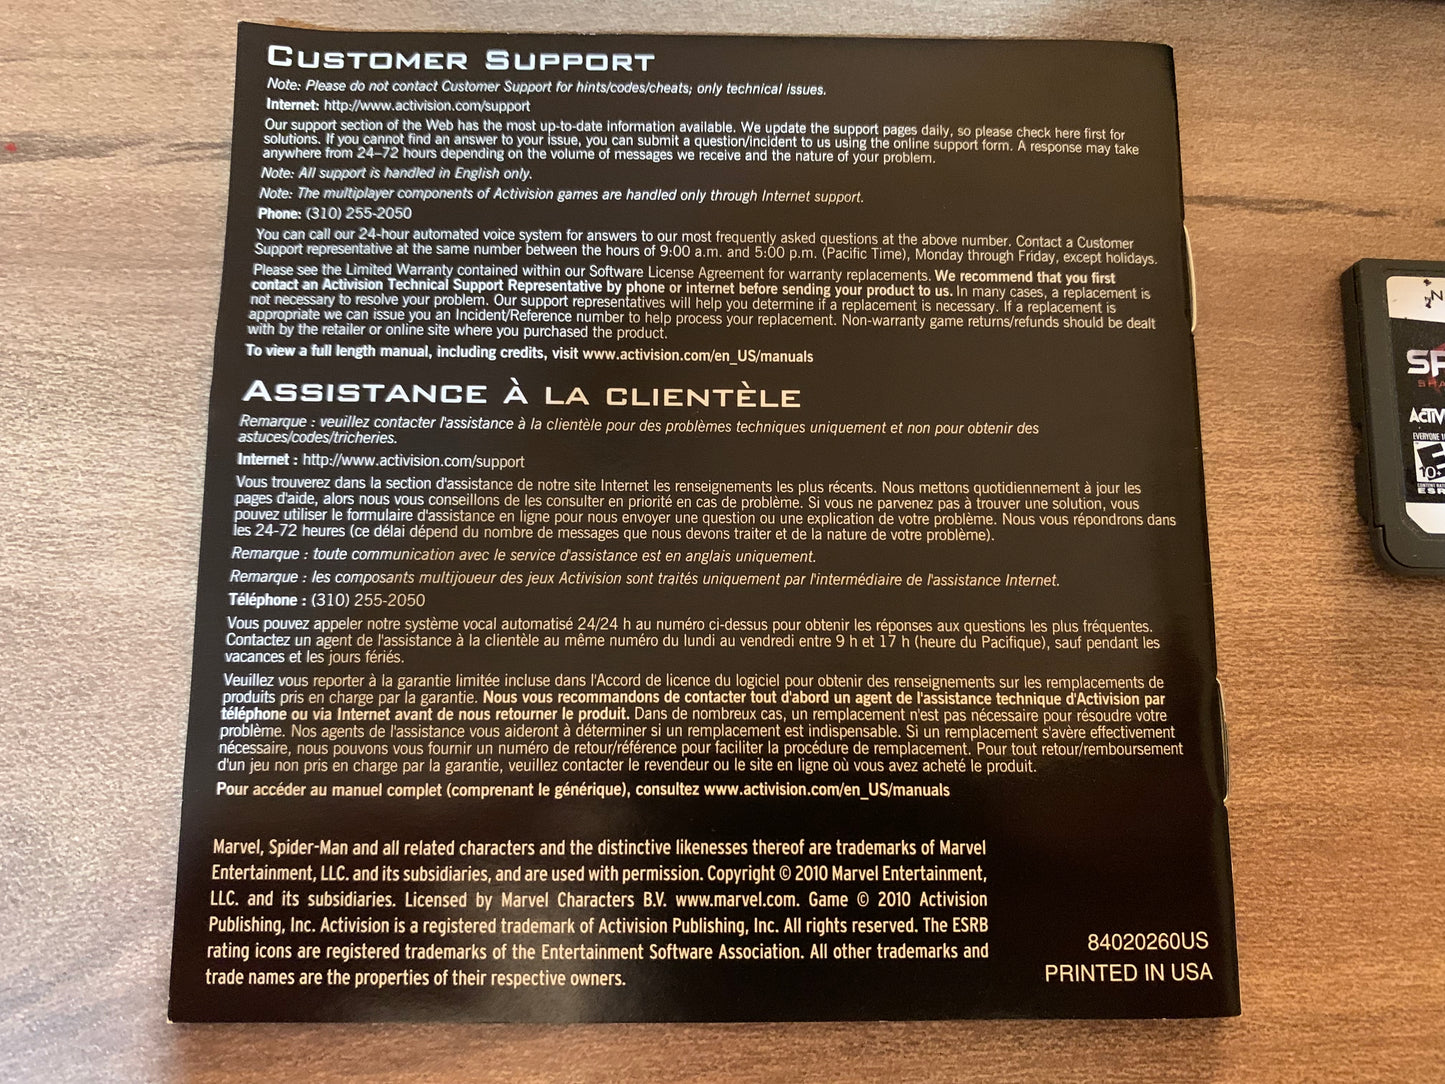 CUSTOMER SUPPORT
Note: Please do not contact Customer Support for hints/codes/cheats; only technical issues.
Internet: http://www.activision.com/support
Our support section of the Web has the most up-to-date information available. We update the support pages daily, so please check here first for
solutions. If you cannot find an answer to your issue, you can submit a question/incident to us using the online support form. A response may take
anywhere from 24–72 hours depending on the volume of messages we receive and the nature of your problem.
Note: All support is handled in English only.
Note: The multiplayer components of Activision games are handled only through Internet support.
Phone: (310) 255-2050
You can call our 24-hour automated voice system for answers to our most frequently asked questions at the above number. Contact a Customer
Support representative at the same number between the hours of 9:00 a.m. and 5:00 p.m. (Pacific Time), Monday through Friday, except holidays.
Please see the Limited Warranty contained within our Software License Agreement for warranty replacements. We recommend that you first
contact an Activision Technical Support Representative by phone or internet before sending your product to us. In many cases, a replacement is
not necessary to resolve your problem. Our support representatives will help you determine if a replacement is necessary. If a replacement is
appropriate we can issue you an Incident/Reference number to help process your replacement. Non-warranty game returns/refunds should be dealt
with by the retailer or online site where you purchased the product.
To view a full length manual, including credits, visit www.activision.com/en_US/manuals
ASSISTANCE À LA CLIENTÈLE
Remarque : veuillez contacter l'assistance à la clientèle pour des problèmes techniques uniquement et non pour obtenir des
astuces/codes/tricheries.
Internet : http://www.activision.com/support
Vous trouverez dans la section d'assistance de notre site Internet les renseignements les plus récents. Nous mettons quotidiennement à jour les
pages d'aide, alors nous vous conseillons de les consulter en priorité en cas de problème. Si vous ne parvenez pas à trouver une solution, vous
pouvez utiliser le formulaire d'assistance en ligne pour nous envoyer une question ou une explication de votre problème. Nous vous répondrons dans
les 24-72 heures (ce délai dépend du nombre de messages que nous devons traiter et de la nature de votre problème).
Remarque : toute communication avec le service d'assistance est en anglais uniquement.
Remarque : les composants multijoueur des jeux Activision sont traités uniquement par l'intermédiaire de l'assistance Internet.
Téléphone : (310) 255-2050
Vous pouvez appeler notre système vocal automatisé 24/24 h au numéro ci-dessus pour obtenir les réponses aux questions les plus fréquentes.
Contactez un agent de l'assistance à la clientèle au même numéro du lundi au vendredi entre 9 h et 17 h (heure du Pacifique), sauf pendant les
vacances et les jours fériés.
Veuillez vous reporter à la garantie limitée incluse dans l'Accord de licence du logiciel pour obtenir des renseignements sur les remplacements de
produits pris en charge par la garantie. Nous vous recommandons de contacter tout d'abord un agent de l'assistance technique d'Activision par
téléphone ou via Internet avant de nous retourner le produit. Dans de nombreux cas, un remplacement n'est pas nécessaire pour résoudre votre
problème. Nos agents de l'assistance vous aideront à déterminer si un remplacement est indispensable. Si un remplacement s'avère effectivement
nécessaire, nous pouvons vous fournir un numéro de retour/référence pour faciliter la procédure de remplacement. Pour tout retour/remboursement
d'un jeu non pris en charge par la garantie, veuillez contacter le revendeur ou le site en ligne où vous avez acheté le produit.
Pour accéder au manuel complet (comprenant le générique), consultez www.activision.com/en_US/manuals
Marvel, Spider-Man and all related characters and the distinctive likenesses thereof are trademarks of Marvel
Entertainment, LLC. and its subsidiaries, and are used with permission. Copyright © 2010 Marvel Entertainment,
LLC. and its subsidiaries. Licensed by Marvel Characters B.V. www.marvel.com. Game © 2010 Activision
Publishing, Inc. Activision is a registered trademark of Activision Publishing, Inc. All rights reserved. The ESRB
rating icons are registered trademarks of the Entertainment Software Association. All other trademarks and
trade names are the properties of their respective owners.
84020260US
PRINTED IN USA
EVERYONE 1